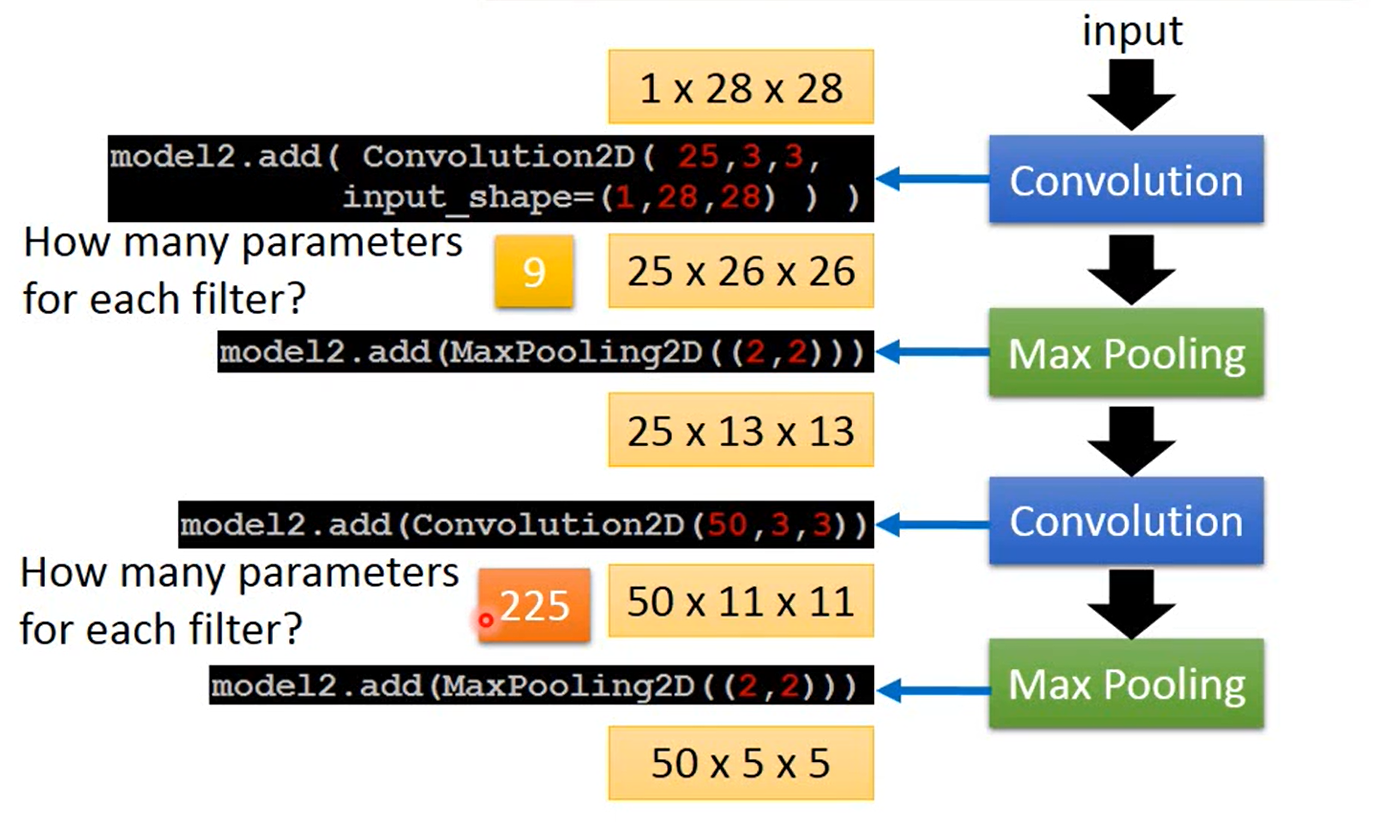 input
1 x 28 x 28
model2.add( Convolution2D( 25,3,3,
input_shape=(1,28,28) ) )
Convolution
How many parameters
for each filter?
9
25 x 26 x 26
model2.add(MaxPooling2D((2,2)))
Max Pooling
25 x 13 x 13
model2.add(Convolution2D(50,3,3))
Convolution
How many parameters
for each filter?
225
50 x 11 x 11
model2.add(MaxPooling2D((2,2)))
Max Pooling
50 x 5 x 5